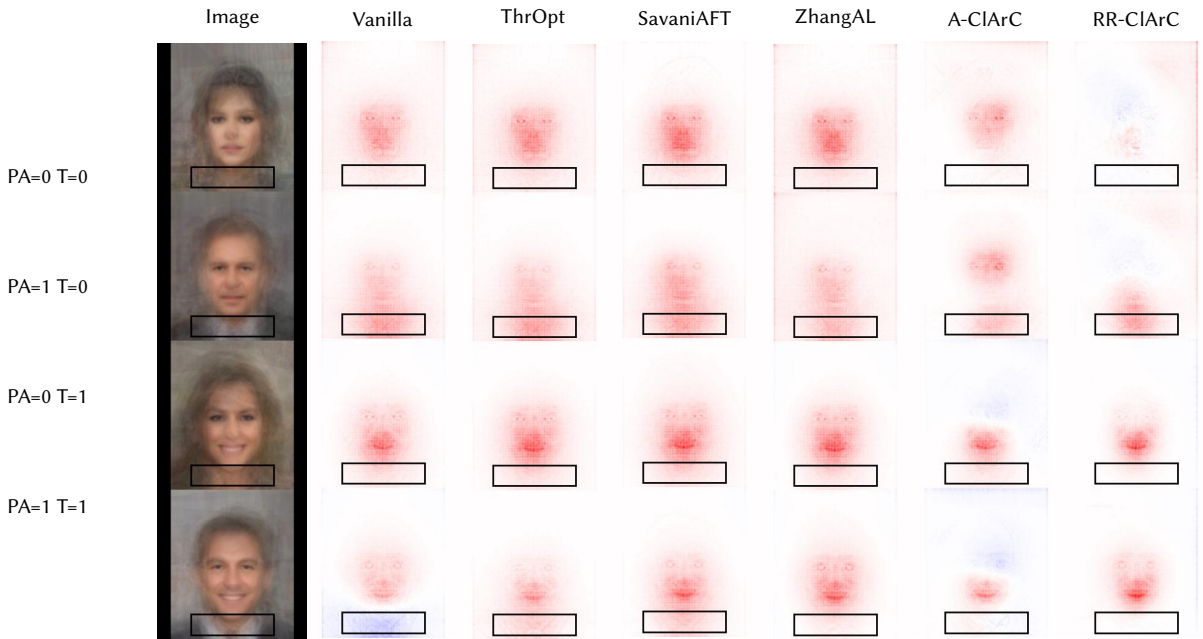 Image Vanilla ThrOpt SavaniAFT ZhangAL A-ClArC RR-ClArC
PA=0 T=0
PA=1 T=0
PA=0 T=1
PA=1 T=1